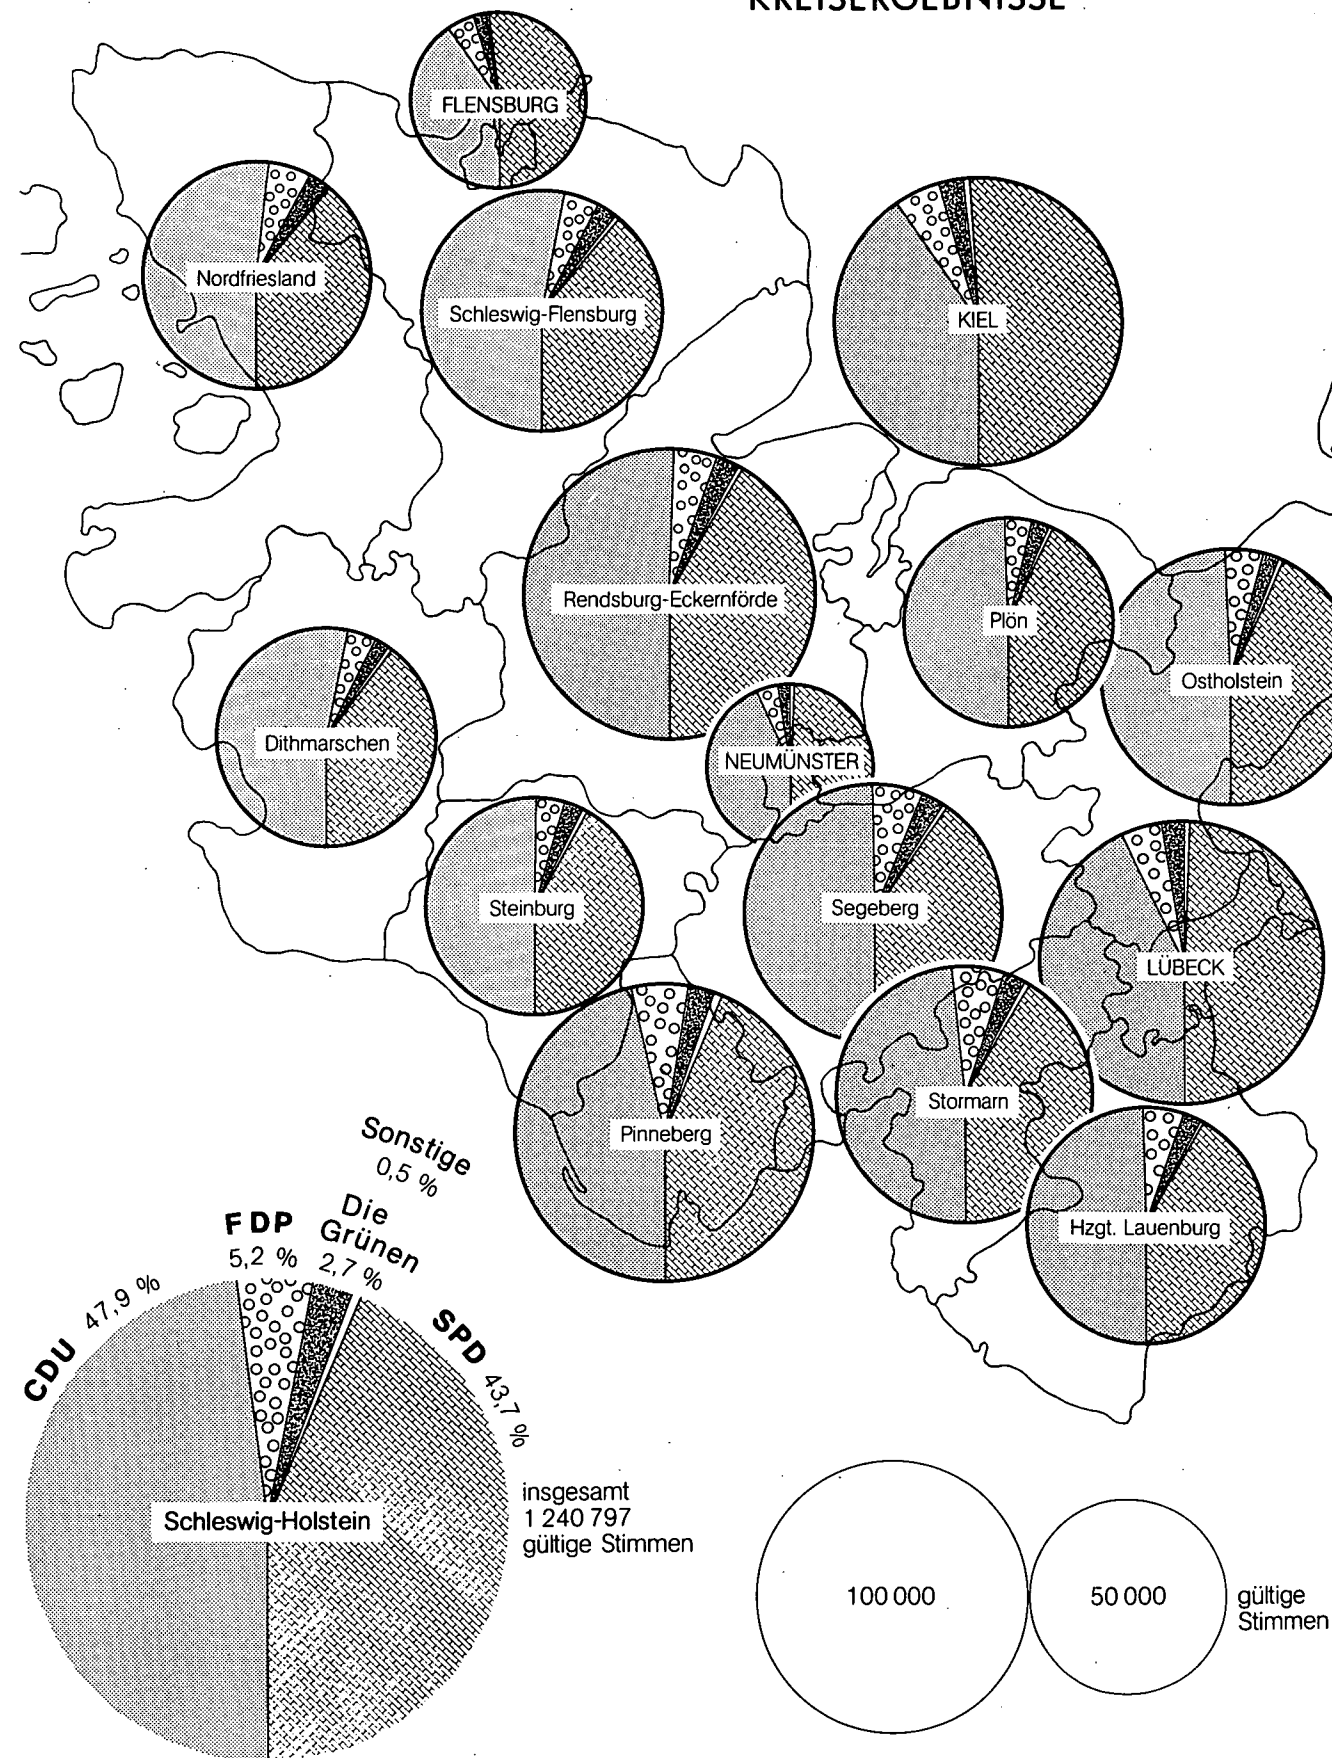 KREISERGEBNISSE
FLENSBURG
Nordfriesland
Schleswig-Flensburg
KIEL
Rendsburg-Eckernförde
Plön
Ostholstein
Dithmarschen
NEUMÜNSTER
Steinburg
Segeberg
LÜBECK
Stormarn
Pinneberg
Hzgt. Lauenburg
Sonstige
0,5 %
Die
Grünen
2,7 %
FDP
5,2 %
CDU 47,9 %
SPD 43,7 %
Schleswig-Holstein
insgesamt
1 240 797
gültige Stimmen
100 000
50 000
gültige
Stimmen